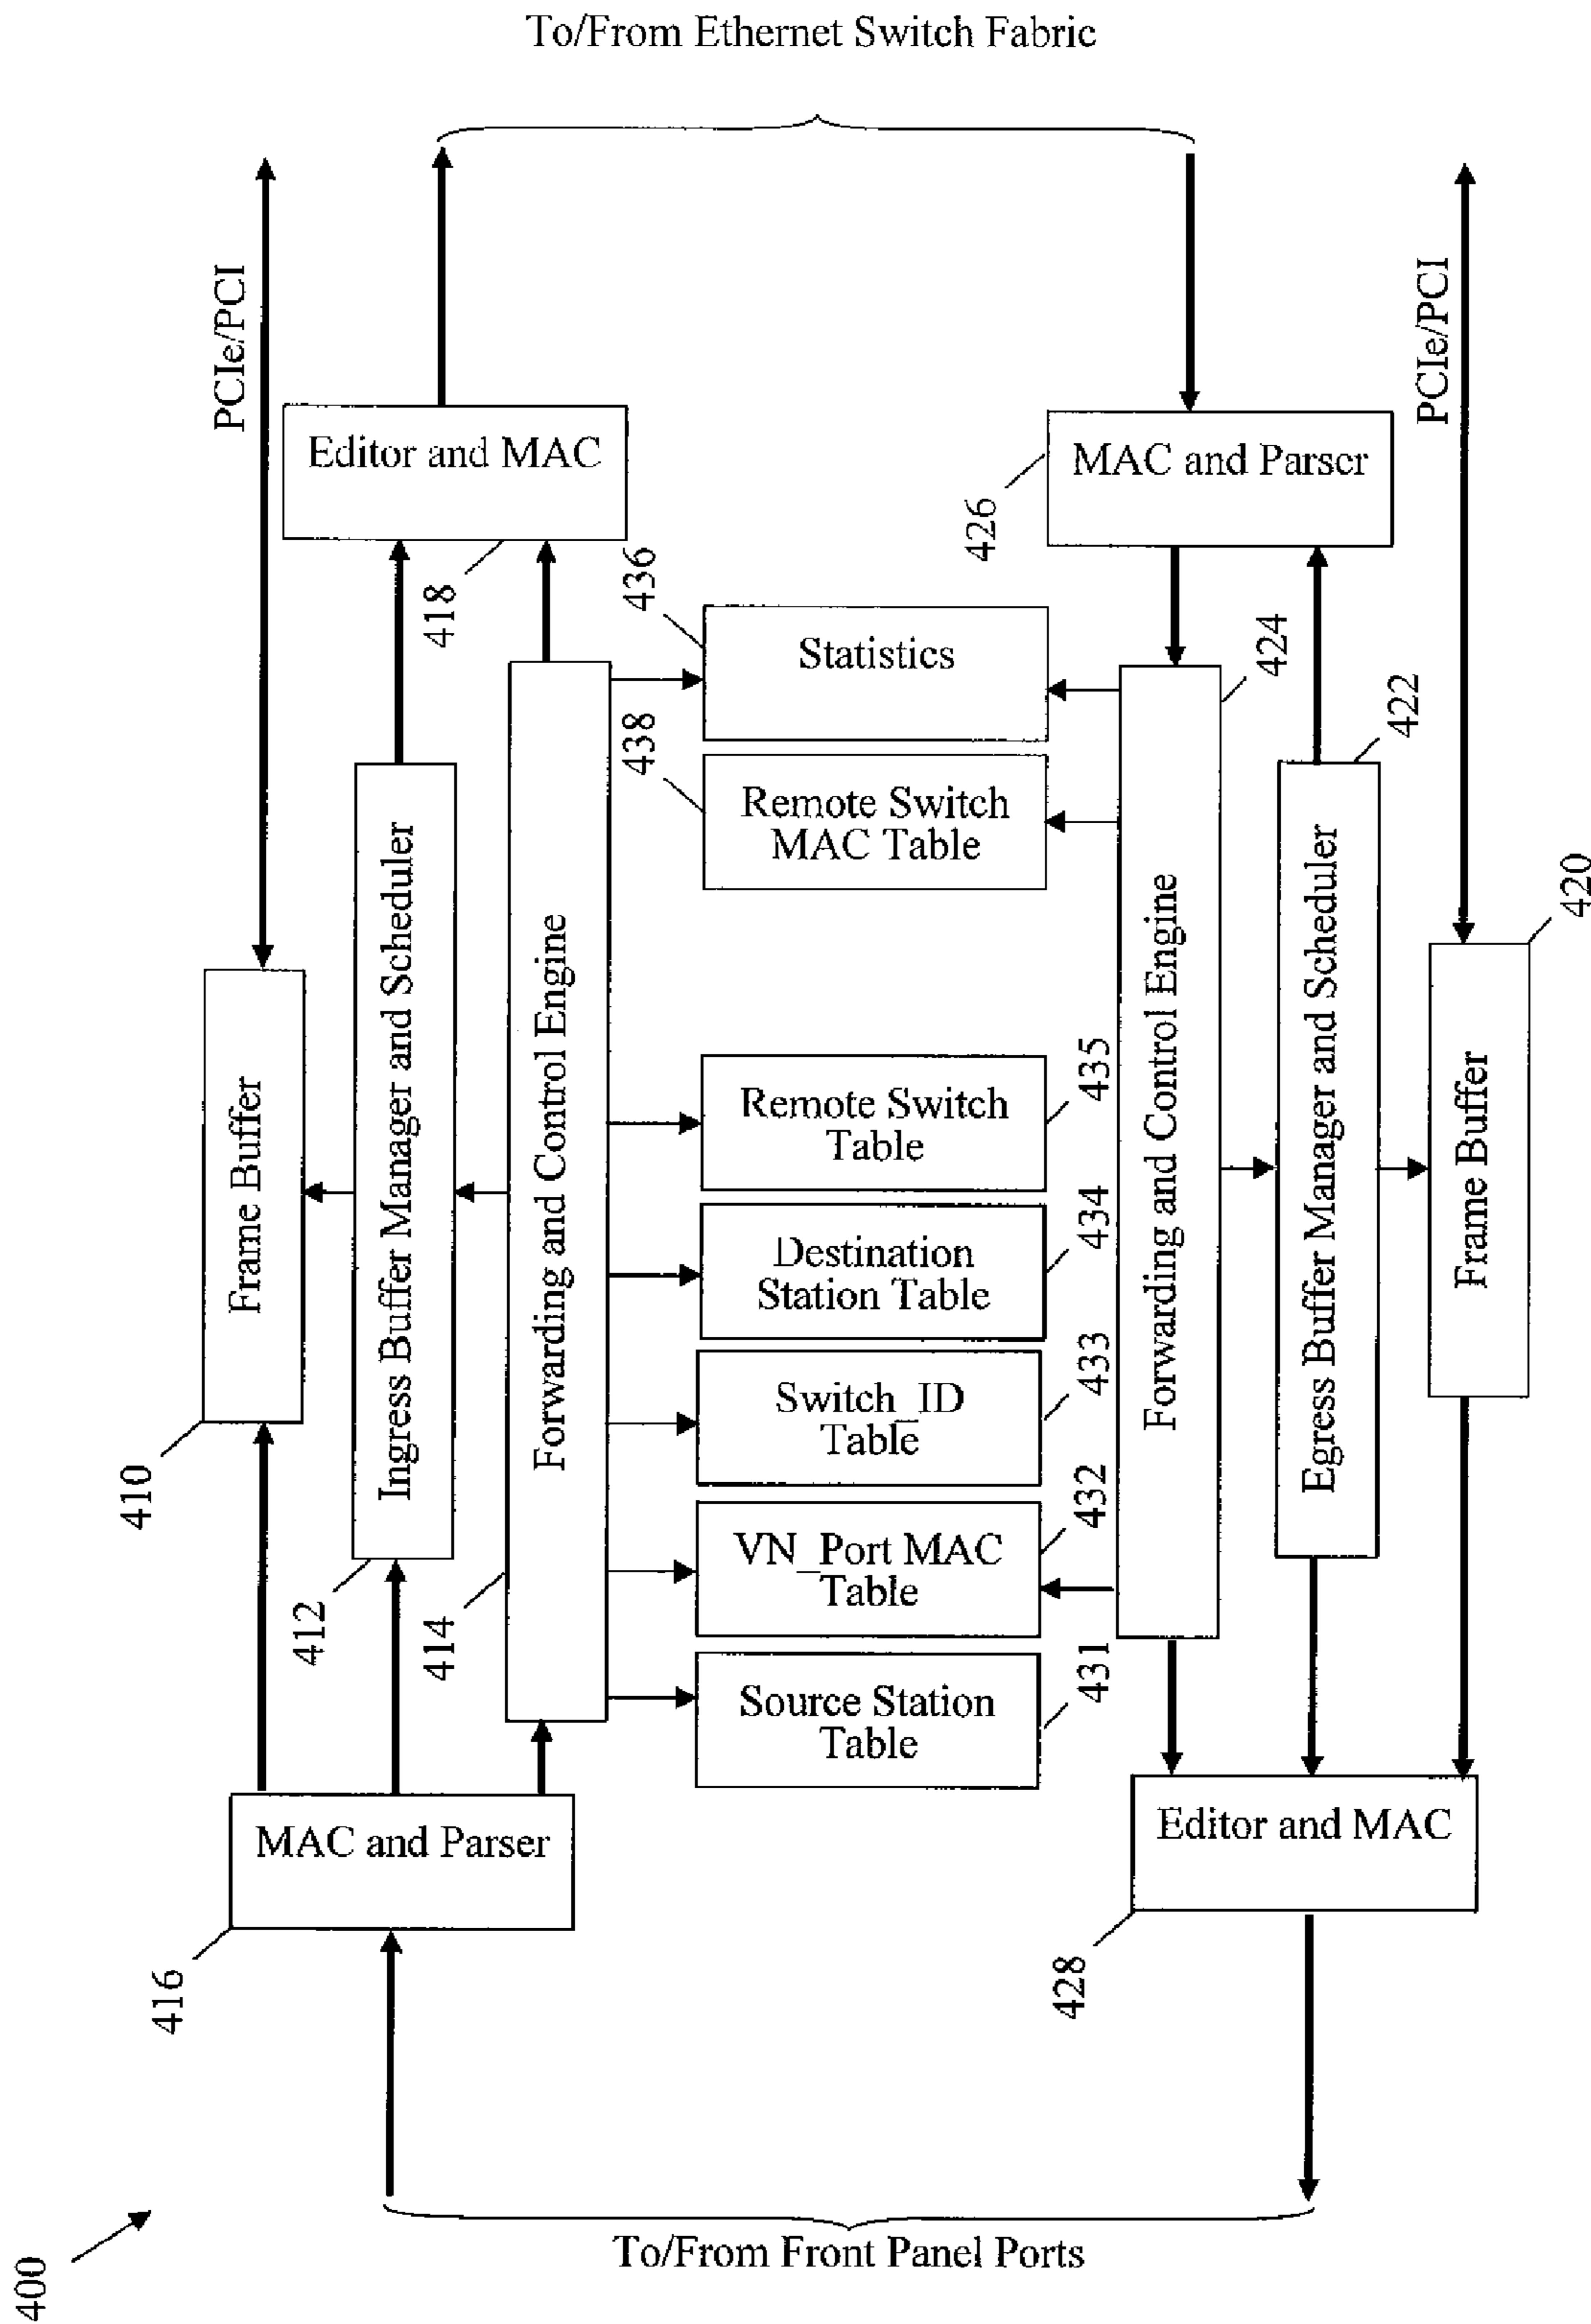 To/From Ethernet Switch Fabric
PCIe/PCI
PCIe/PCI
Editor and MAC
418
MAC and Parser
426
436
Statistics
438
Remote Switch
MAC Table
424
422
Frame Buffer
410
Ingress Buffer Manager and Scheduler
412
Forwarding and Control Engine
414
Remote Switch
Table
435
Destination
Station Table
434
Switch_ID
Table
433
VN_Port MAC
Table
432
Source Station
Table
431
Forwarding and Control Engine
Egress Buffer Manager and Scheduler
Frame Buffer
420
MAC and Parser
416
Editor and MAC
428
To/From Front Panel Ports
400